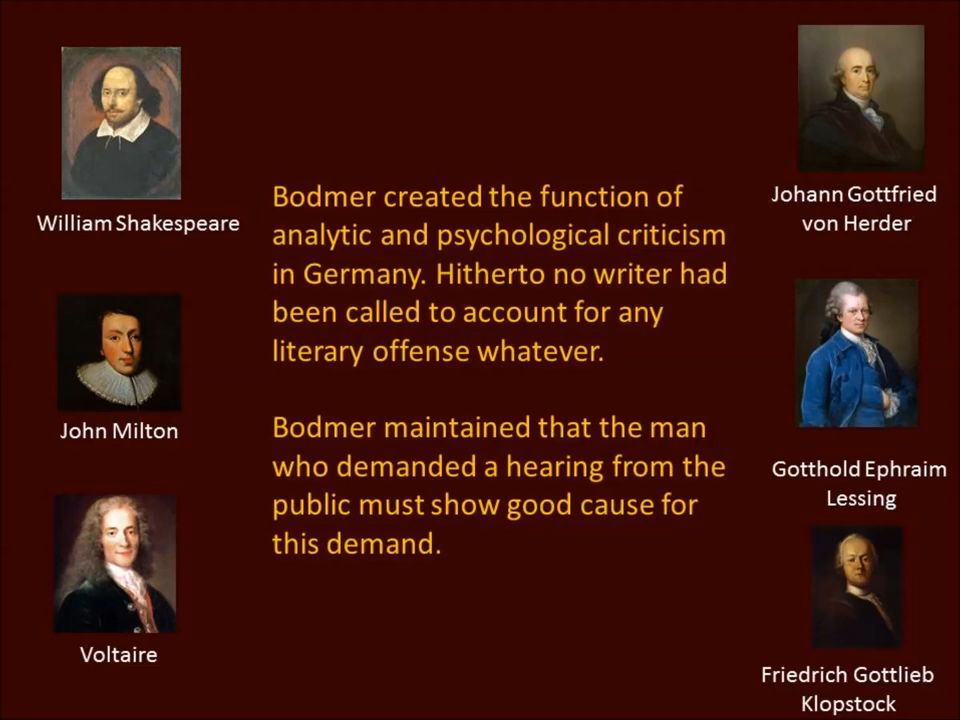 William Shakespeare
John Milton
Voltaire
Bodmer created the function of
analytic and psychological criticism
in Germany. Hitherto no writer had
been called to account for any
literary offense whatever.
Bodmer maintained that the man
who demanded a hearing from the
public must show good cause for
this demand.
Johann Gottfried
von Herder
Gotthold Ephraim
Lessing
Friedrich Gottlieb
Klopstock